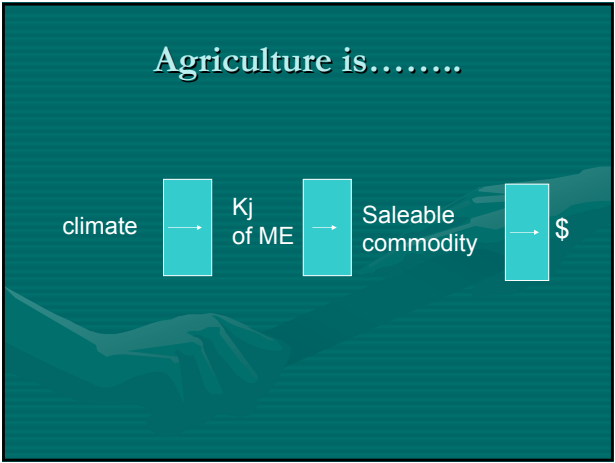 Agriculture is........
climate
Kj
of ME
Saleable
commodity
$